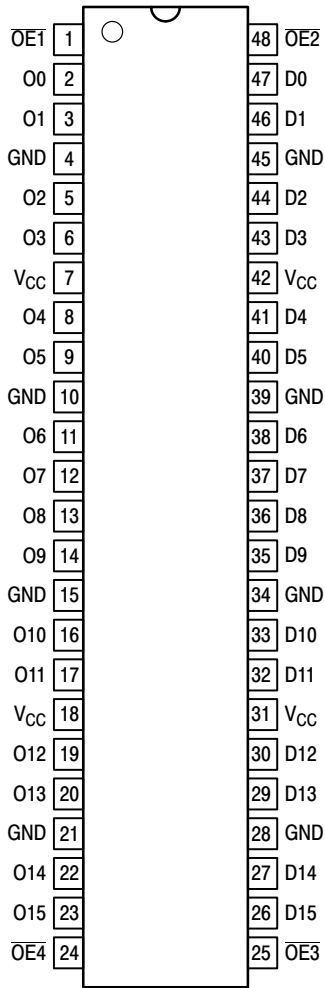 O̅E̅1̅ 1 48 O̅E̅2̅
O0 2 47 D0
O1 3 46 D1
GND 4 45 GND
O2 5 44 D2
O3 6 43 D3
VCC 7 42 VCC
O4 8 41 D4
O5 9 40 D5
GND 10 39 GND
O6 11 38 D6
O7 12 37 D7
O8 13 36 D8
O9 14 35 D9
GND 15 34 GND
O10 16 33 D10
O11 17 32 D11
VCC 18 31 VCC
O12 19 30 D12
O13 20 29 D13
GND 21 28 GND
O14 22 27 D14
O15 23 26 D15
O̅E̅4̅ 24 25 O̅E̅3̅